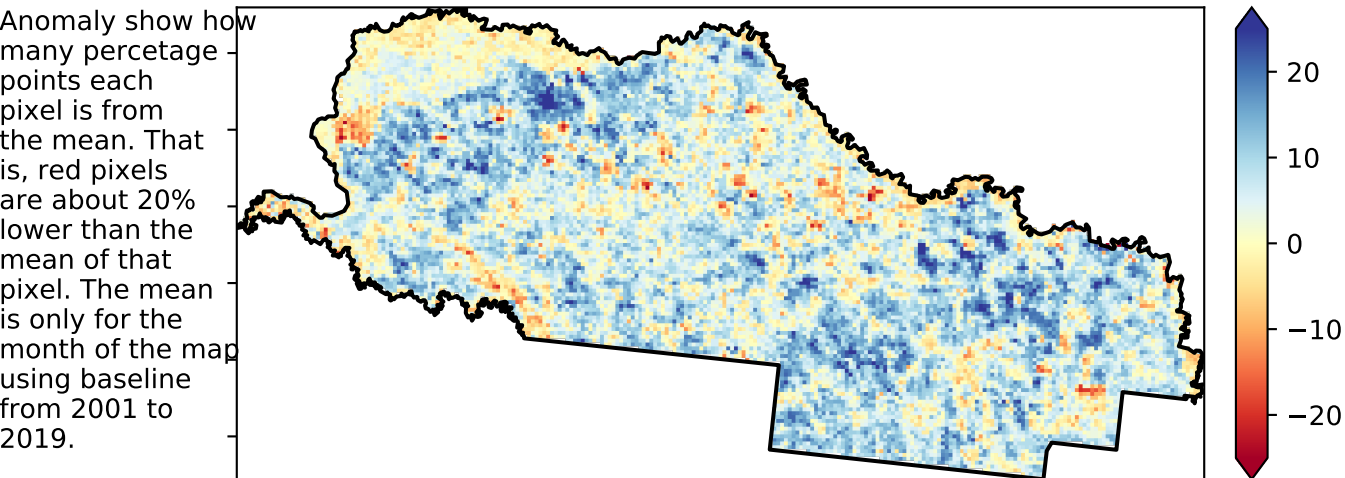 Anomaly show how
many percetage
points each
pixel is from
the mean. That
is, red pixels
are about 20%
lower than the
mean of that
pixel. The mean
is only for the
month of the map
using baseline
from 2001 to
2019.
20
10
0
−10
−20